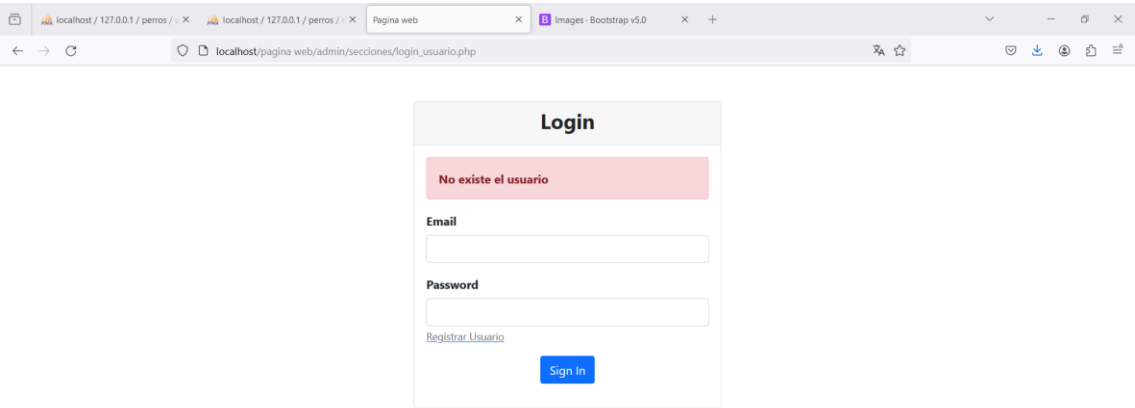 localhost / 127.0.0.1 / perros / u
localhost / 127.0.0.1 / perros / u
Pagina web
B Images · Bootstrap v5.0
localhost/pagina web/admin/secciones/login_usuario.php
Login
No existe el usuario
Email
Password
Registrar Usuario
Sign In